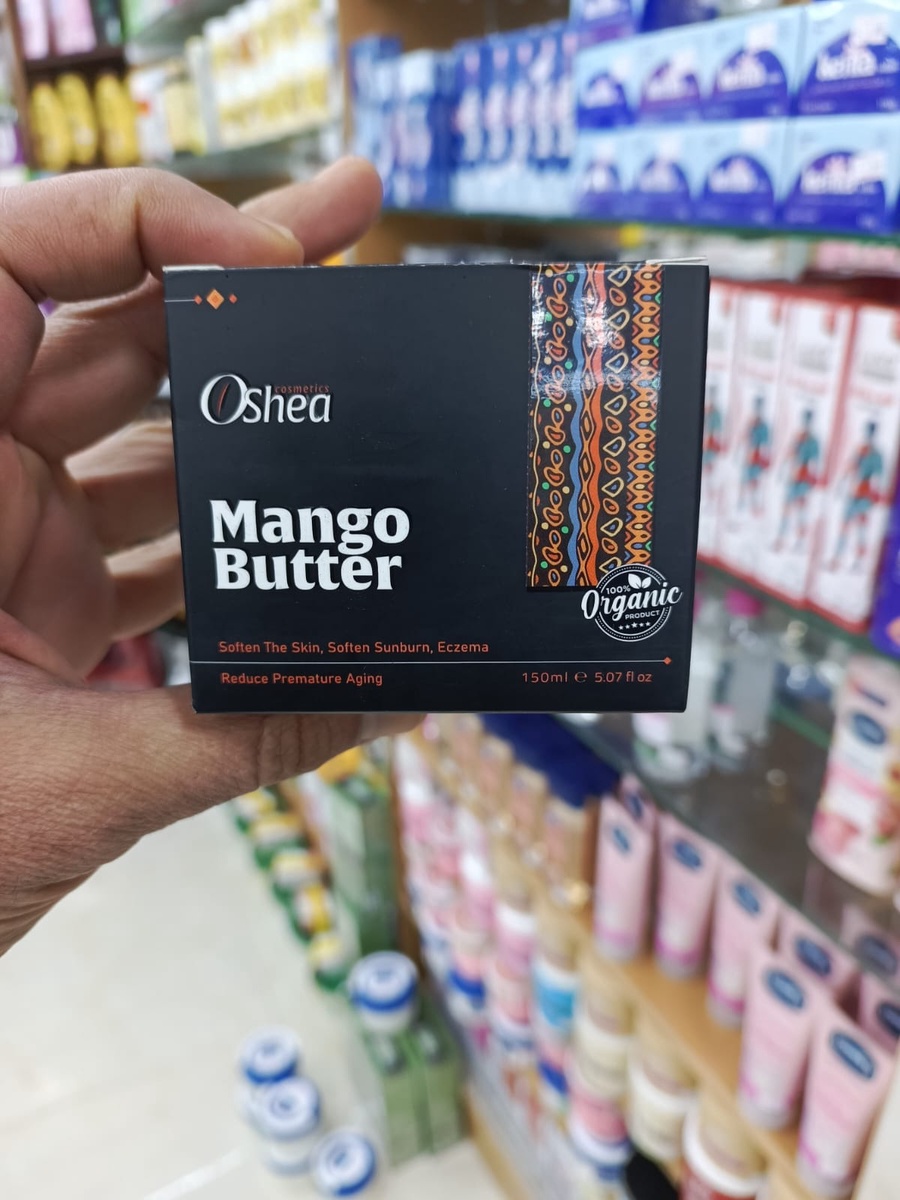 Oshea
cosmetics
Mango
Butter
100%
Organic
PRODUCT
Soften The Skin, Soften Sunburn, Eczema
Reduce Premature Aging
150ml ℮ 5.07 fl oz